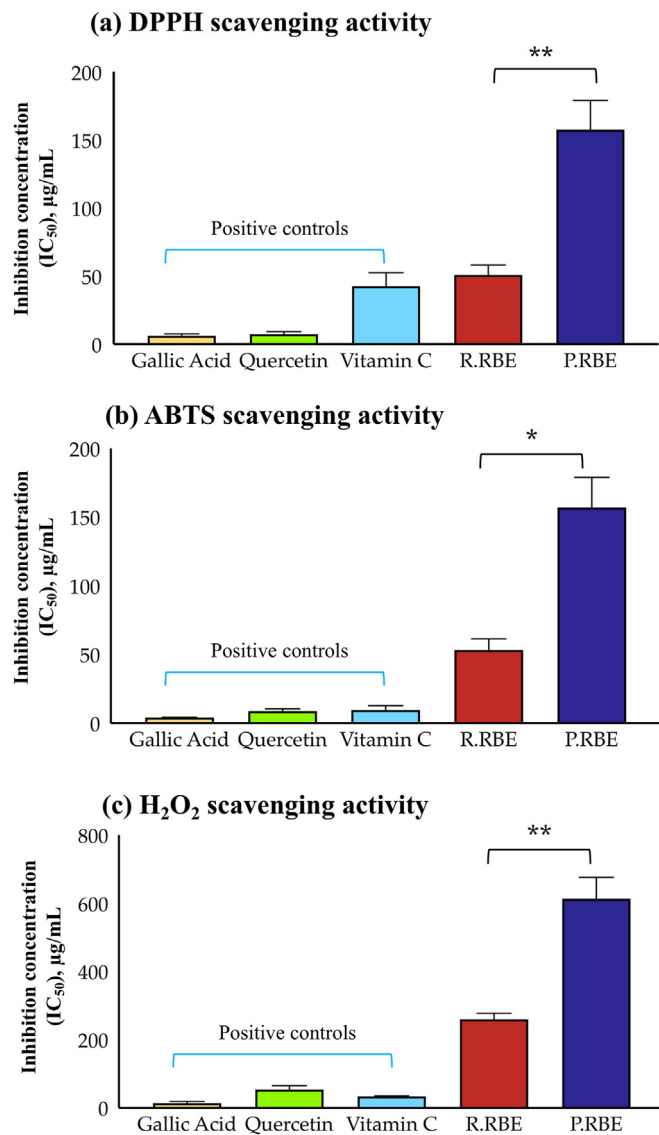 (a) DPPH scavenging activity
**
200
150
100
50
0
Inhibition concentration
(IC₅₀), µg/mL
Positive controls
Gallic Acid Quercetin Vitamin C R.RBE P.RBE
(b) ABTS scavenging activity
*
200
150
100
50
0
Inhibition concentration
(IC₅₀), µg/mL
Positive controls
Gallic Acid Quercetin Vitamin C R.RBE P.RBE
(c) H₂O₂ scavenging activity
**
800
600
400
200
0
Inhibition concentration
(IC₅₀), µg/mL
Positive controls
Gallic Acid Quercetin Vitamin C R.RBE P.RBE